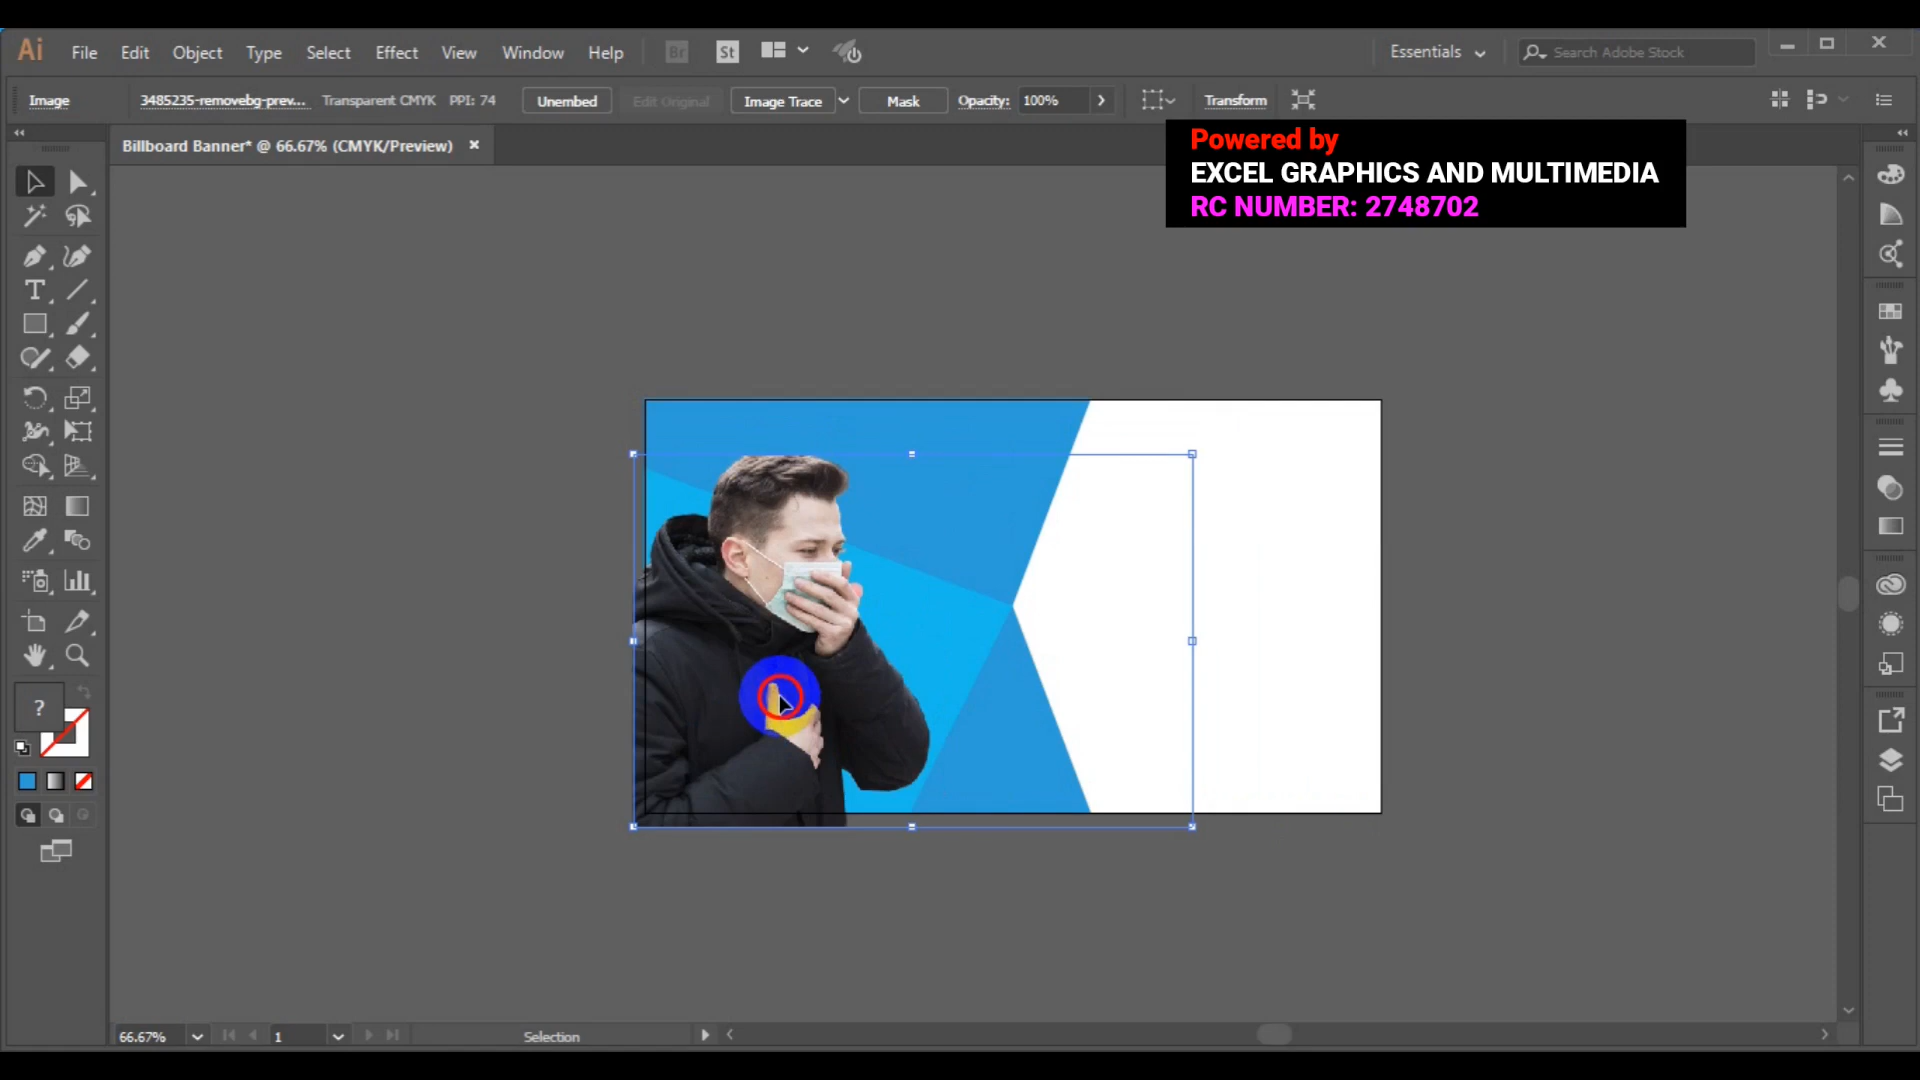 Ai File Edit Object Type Select Effect View Window Help Br St Essentials Search Adobe Stock
Image 3485235-removebg-prev... Transparent CMYK PPI: 74 Unembed Edit Original Image Trace Mask Opacity: 100% Transform
Billboard Banner* @ 66.67% (CMYK/Preview)
Powered by
EXCEL GRAPHICS AND MULTIMEDIA
RC NUMBER: 2748702
T
?
66.67% 1 Selection